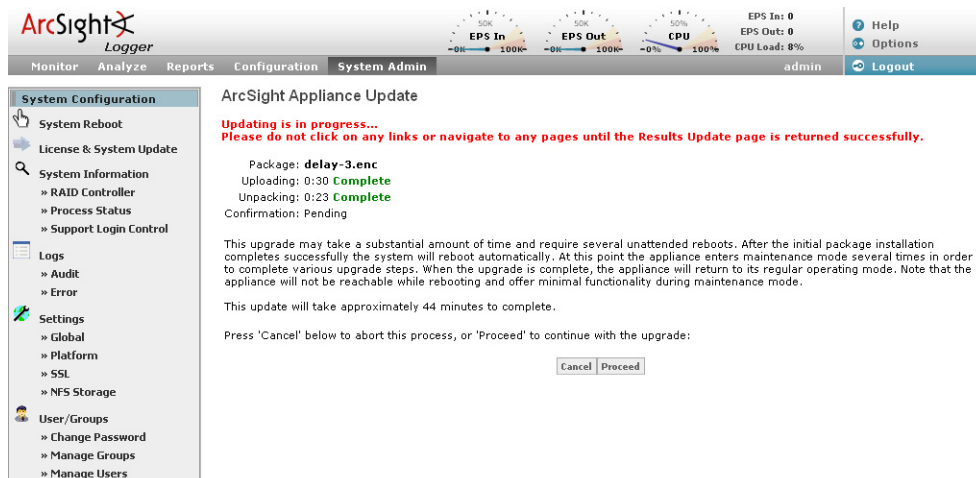 ArcSight
Logger
50K
EPS In
0K 100K
50K
EPS Out
0K 100K
50%
CPU
0% 100%
EPS In: 0
EPS Out: 0
CPU Load: 8%
Help
Options
Monitor Analyze Reports Configuration System Admin admin Logout
System Configuration
System Reboot
License & System Update
System Information
» RAID Controller
» Process Status
» Support Login Control
Logs
» Audit
» Error
Settings
» Global
» Platform
» SSL
» NFS Storage
User/Groups
» Change Password
» Manage Groups
» Manage Users
ArcSight Appliance Update
Updating is in progress...
Please do not click on any links or navigate to any pages until the Results Update page is returned successfully.
Package: delay-3.enc
Uploading: 0:30 Complete
Unpacking: 0:23 Complete
Confirmation: Pending
This upgrade may take a substantial amount of time and require several unattended reboots. After the initial package installation
completes successfully the system will reboot automatically. At this point the appliance enters maintenance mode several times in order
to complete various upgrade steps. When the upgrade is complete, the appliance will return to its regular operating mode. Note that the
appliance will not be reachable while rebooting and offer minimal functionality during maintenance mode.
This update will take approximately 44 minutes to complete.
Press 'Cancel' below to abort this process, or 'Proceed' to continue with the upgrade:
Cancel Proceed